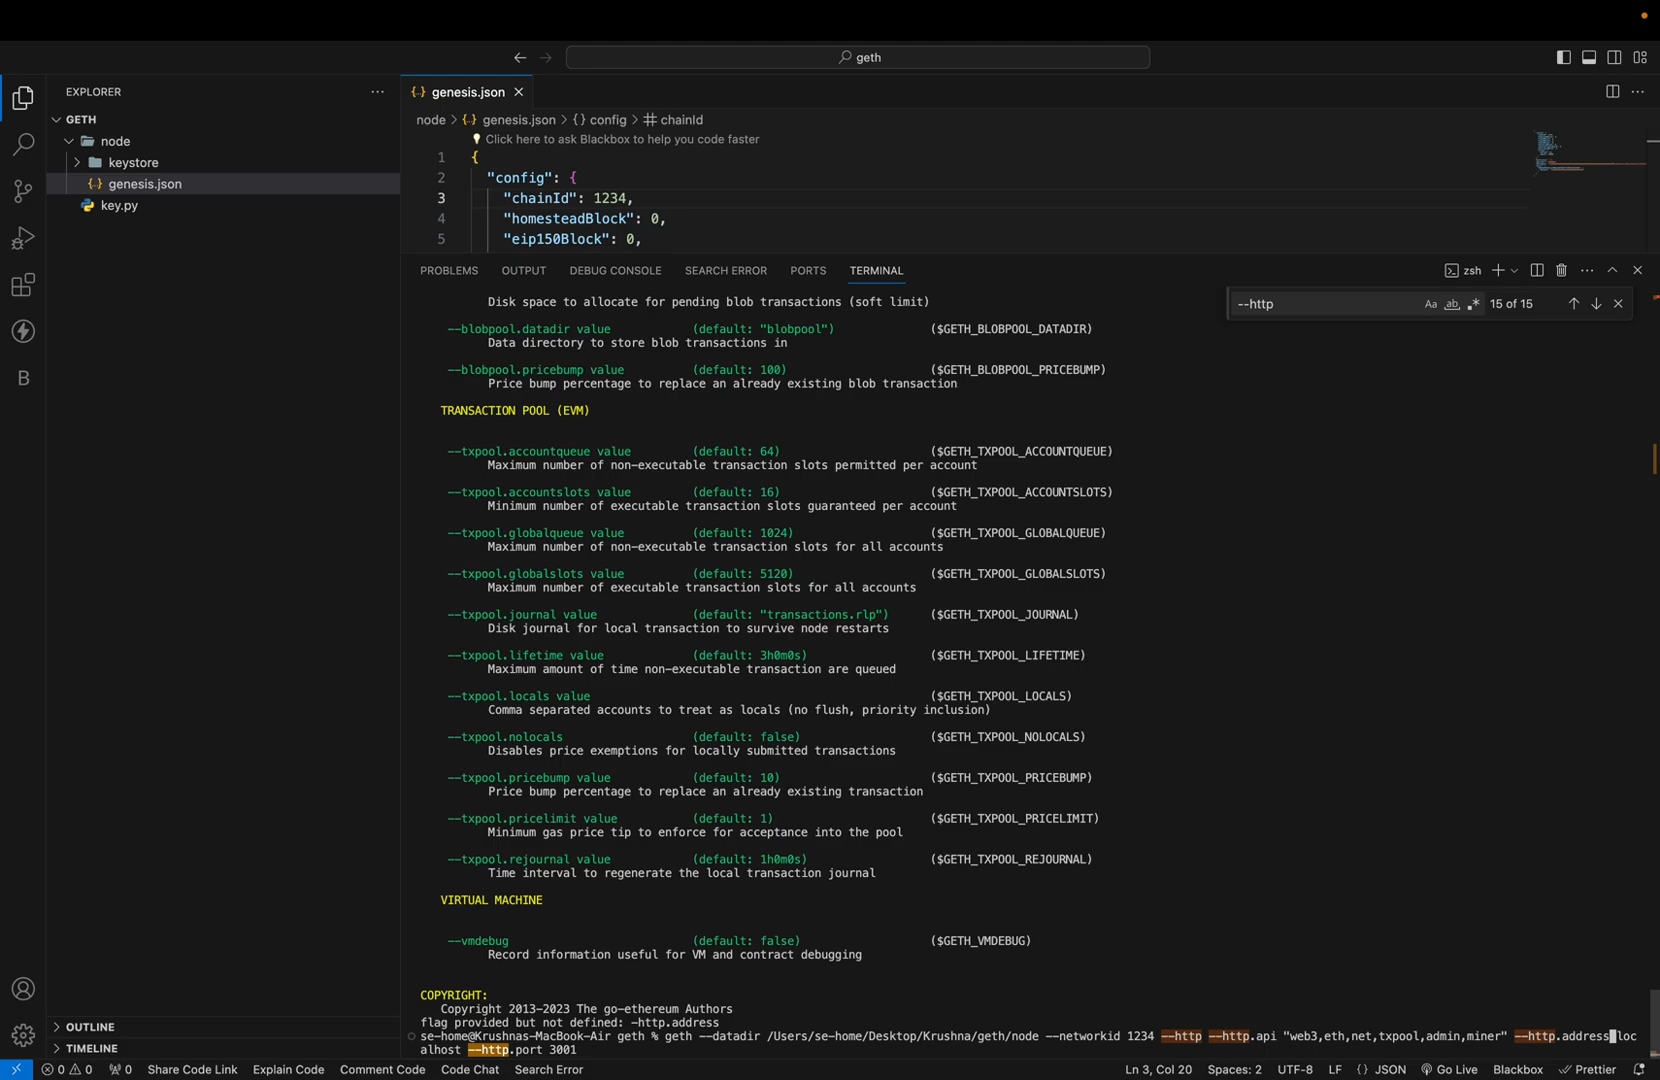 geth
EXPLORER
GETH
node
keystore
genesis.json
key.py
OUTLINE
TIMELINE
genesis.json
node > genesis.json > config > chainId
Click here to ask Blackbox to help you code faster
1 {
2 "config": {
3 "chainId": 1234,
4 "homesteadBlock": 0,
5 "eip150Block": 0,
PROBLEMS OUTPUT DEBUG CONSOLE SEARCH ERROR PORTS TERMINAL
zsh
--http Aa ab 15 of 15
Disk space to allocate for pending blob transactions (soft limit)
--blobpool.datadir value (default: "blobpool") ($GETH_BLOBPOOL_DATADIR)
Data directory to store blob transactions in
--blobpool.pricebump value (default: 100) ($GETH_BLOBPOOL_PRICEBUMP)
Price bump percentage to replace an already existing blob transaction
TRANSACTION POOL (EVM)
--txpool.accountqueue value (default: 64) ($GETH_TXPOOL_ACCOUNTQUEUE)
Maximum number of non-executable transaction slots permitted per account
--txpool.accountslots value (default: 16) ($GETH_TXPOOL_ACCOUNTSLOTS)
Minimum number of executable transaction slots guaranteed per account
--txpool.globalqueue value (default: 1024) ($GETH_TXPOOL_GLOBALQUEUE)
Maximum number of non-executable transaction slots for all accounts
--txpool.globalslots value (default: 5120) ($GETH_TXPOOL_GLOBALSLOTS)
Maximum number of executable transaction slots for all accounts
--txpool.journal value (default: "transactions.rlp") ($GETH_TXPOOL_JOURNAL)
Disk journal for local transaction to survive node restarts
--txpool.lifetime value (default: 3h0m0s) ($GETH_TXPOOL_LIFETIME)
Maximum amount of time non-executable transaction are queued
--txpool.locals value ($GETH_TXPOOL_LOCALS)
Comma separated accounts to treat as locals (no flush, priority inclusion)
--txpool.nolocals (default: false) ($GETH_TXPOOL_NOLOCALS)
Disables price exemptions for locally submitted transactions
--txpool.pricebump value (default: 10) ($GETH_TXPOOL_PRICEBUMP)
Price bump percentage to replace an already existing transaction
--txpool.pricelimit value (default: 1) ($GETH_TXPOOL_PRICELIMIT)
Minimum gas price tip to enforce for acceptance into the pool
--txpool.rejournal value (default: 1h0m0s) ($GETH_TXPOOL_REJOURNAL)
Time interval to regenerate the local transaction journal
VIRTUAL MACHINE
--vmdebug (default: false) ($GETH_VMDEBUG)
Record information useful for VM and contract debugging
COPYRIGHT:
Copyright 2013-2023 The go-ethereum Authors
flag provided but not defined: -http.address
se-home@Krushnas-MacBook-Air geth % geth --datadir /Users/se-home/Desktop/Krushna/geth/node --networkid 1234 --http --http.api "web3,eth,net,txpool,admin,miner" --http.address loc
alhost --http.port 3001
0 0 0 Share Code Link Explain Code Comment Code Code Chat Search Error Ln 3, Col 20 Spaces: 2 UTF-8 LF { } JSON Go Live Blackbox Prettier